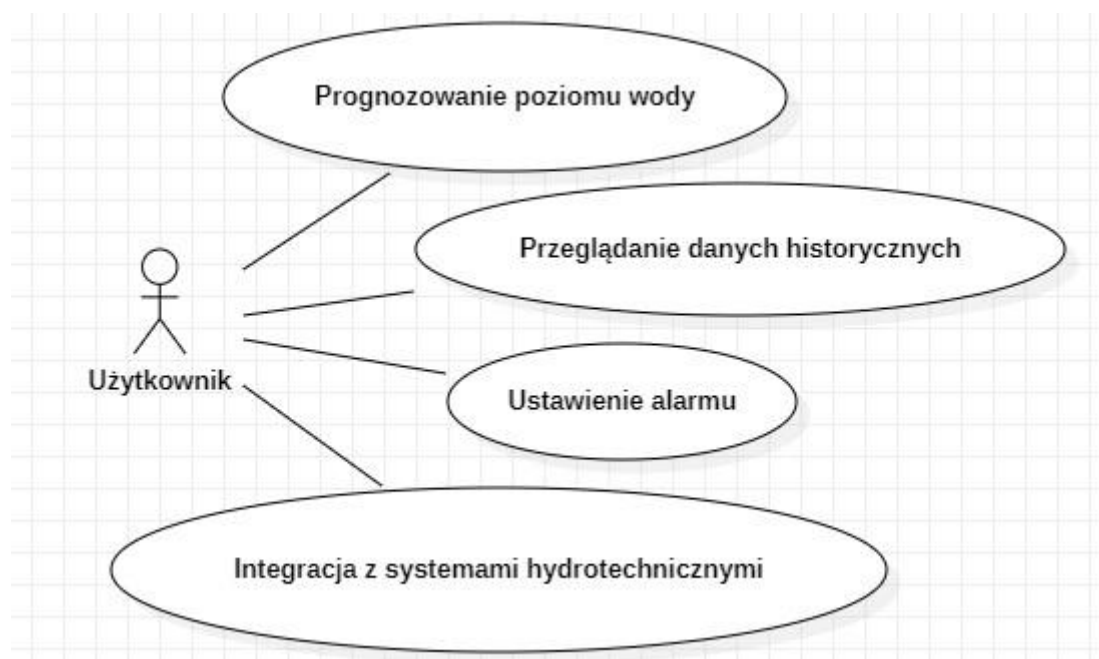 Prognozowanie poziomu wody
Przeglądanie danych historycznych
Użytkownik
Ustawienie alarmu
Integracja z systemami hydrotechnicznymi